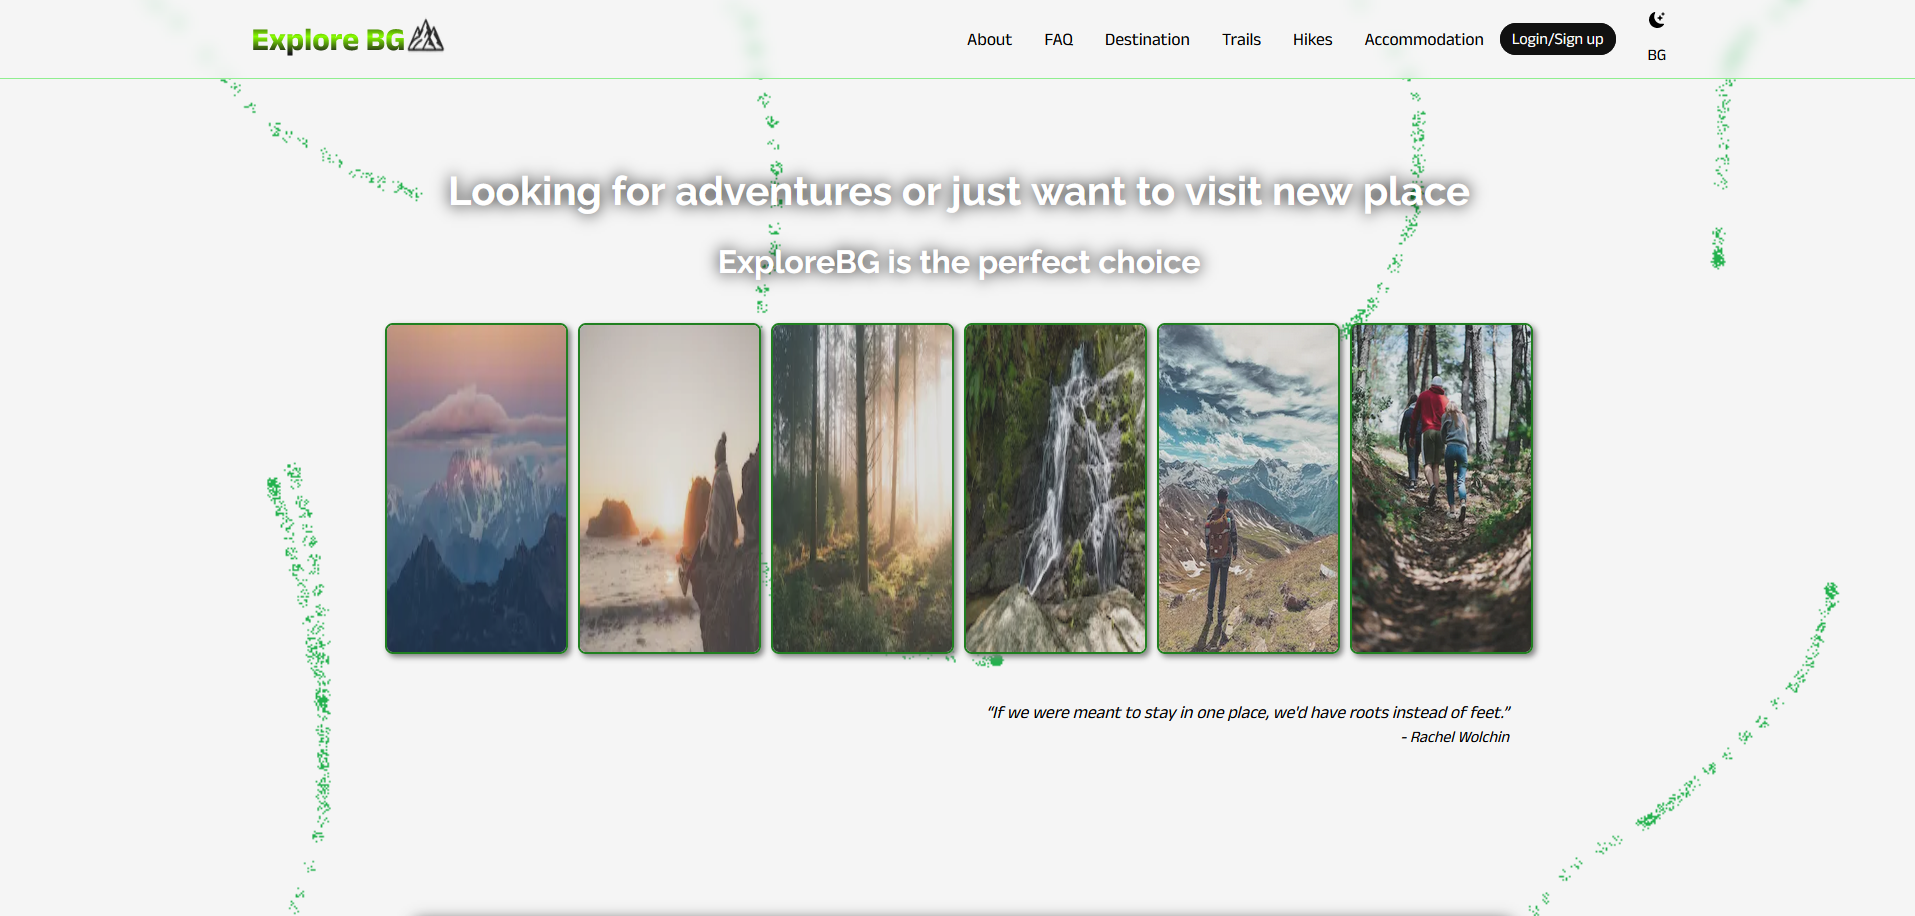 Explore BG
About FAQ Destination Trails Hikes Accommodation Login/Sign up
BG
Looking for adventures or just want to visit new place
ExploreBG is the perfect choice
“If we were meant to stay in one place, we'd have roots instead of feet.”
- Rachel Wolchin